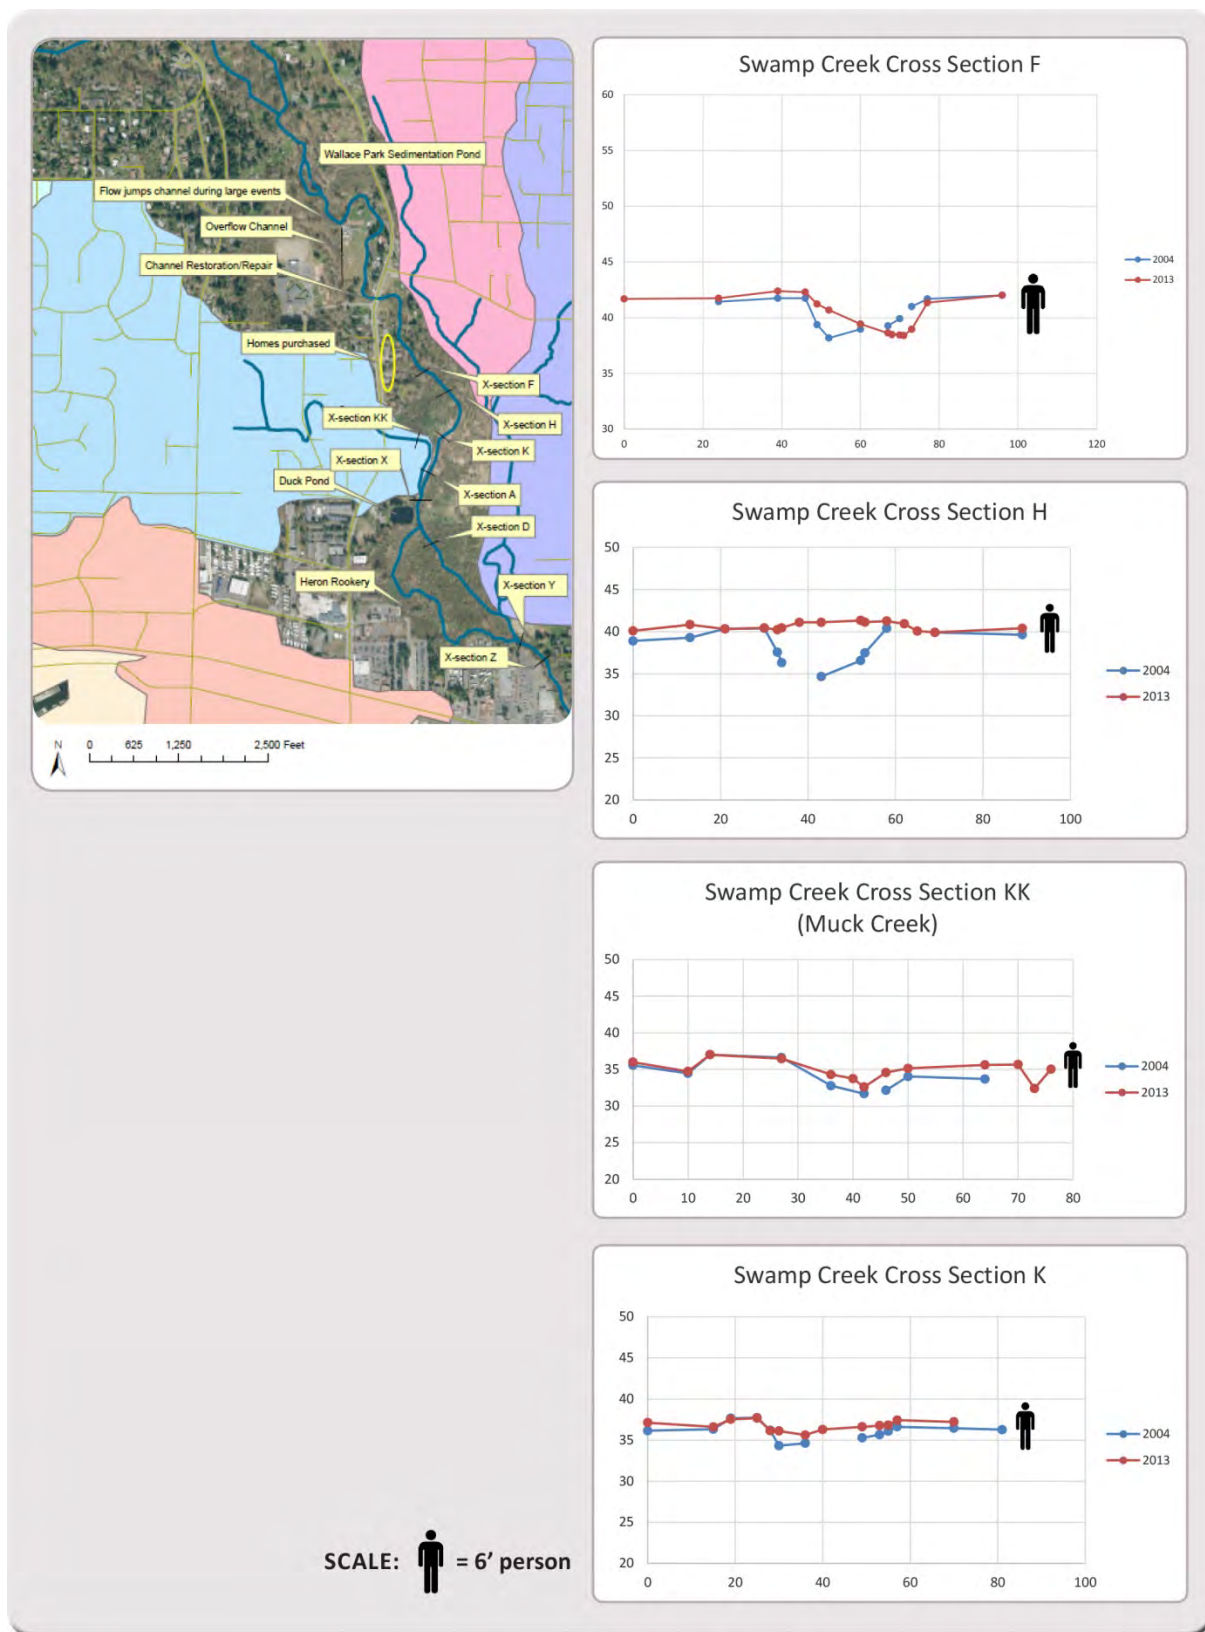 Wallace Park Sedimentation Pond
Flow jumps channel during large events
Overflow Channel
Channel Restoration/Repair
Homes purchased
X-section F
X-section KK
X-section H
X-section K
X-section X
Duck Pond
X-section A
X-section D
Heron Rookery
X-section Y
X-section Z
N
0 625 1,250 2,500 Feet
Swamp Creek Cross Section F
60
55
50
45
40
35
30
0 20 40 60 80 100 120
2004
2013
Swamp Creek Cross Section H
50
45
40
35
30
25
20
0 20 40 60 80 100
2004
2013
Swamp Creek Cross Section KK
(Muck Creek)
50
45
40
35
30
25
20
0 10 20 30 40 50 60 70 80
2004
2013
Swamp Creek Cross Section K
50
45
40
35
30
25
20
0 20 40 60 80 100
2004
2013
SCALE: = 6’ person